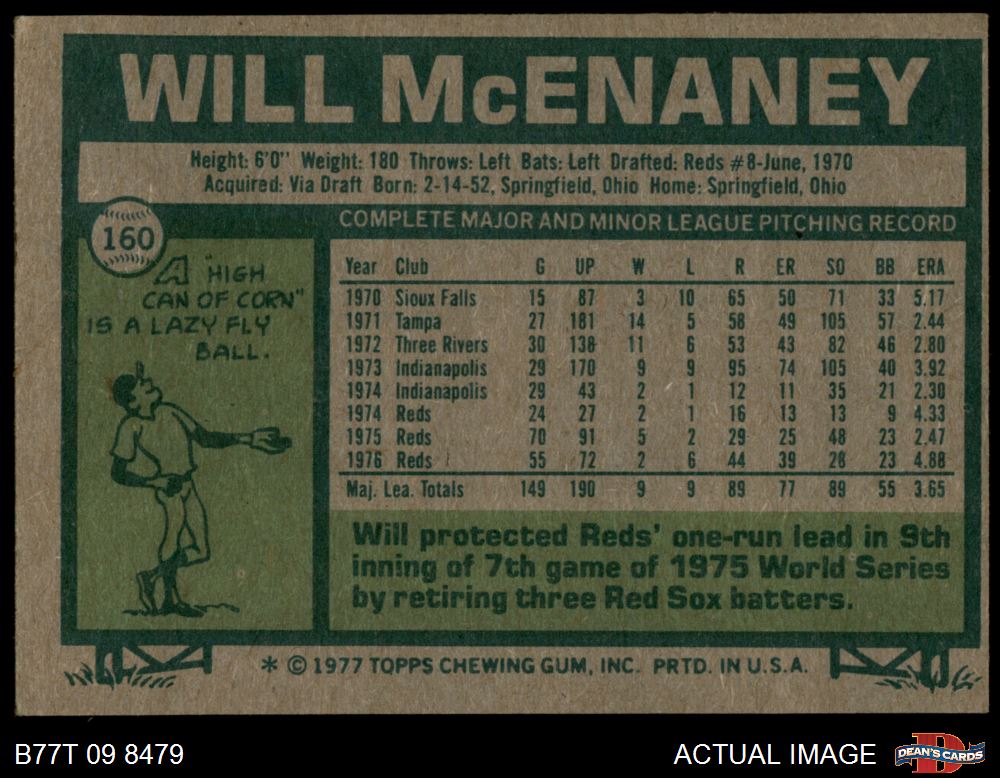 WILL McENANEY
Height: 6'0" Weight: 180 Throws: Left Bats: Left Drafted: Reds #8-June, 1970
Acquired: Via Draft Born: 2-14-52, Springfield, Ohio Home: Springfield, Ohio
160
A HIGH
CAN OF CORN"
IS A LAZY FLY
BALL.
COMPLETE MAJOR AND MINOR LEAGUE PITCHING RECORD
Year Club G UP W L R ER SO BB ERA
1970 Sioux Falls 15 87 3 10 65 50 71 33 5.17
1971 Tampa 27 181 14 5 58 49 105 57 2.44
1972 Three Rivers 30 138 11 6 53 43 82 46 2.80
1973 Indianapolis 29 170 9 9 95 74 105 40 3.92
1974 Indianapolis 29 43 2 1 12 11 35 21 2.30
1974 Reds 24 27 2 1 16 13 13 9 4.33
1975 Reds 70 91 5 2 29 25 48 23 2.47
1976 Reds 55 72 2 6 44 39 28 23 4.88
Maj. Lea. Totals 149 190 9 9 89 77 89 55 3.65
Will protected Reds' one-run lead in 9th
inning of 7th game of 1975 World Series
by retiring three Red Sox batters.
* © 1977 TOPPS CHEWING GUM, INC. PRTD. IN U.S.A.
B77T 09 8479
ACTUAL IMAGE
DEAN'S CARDS